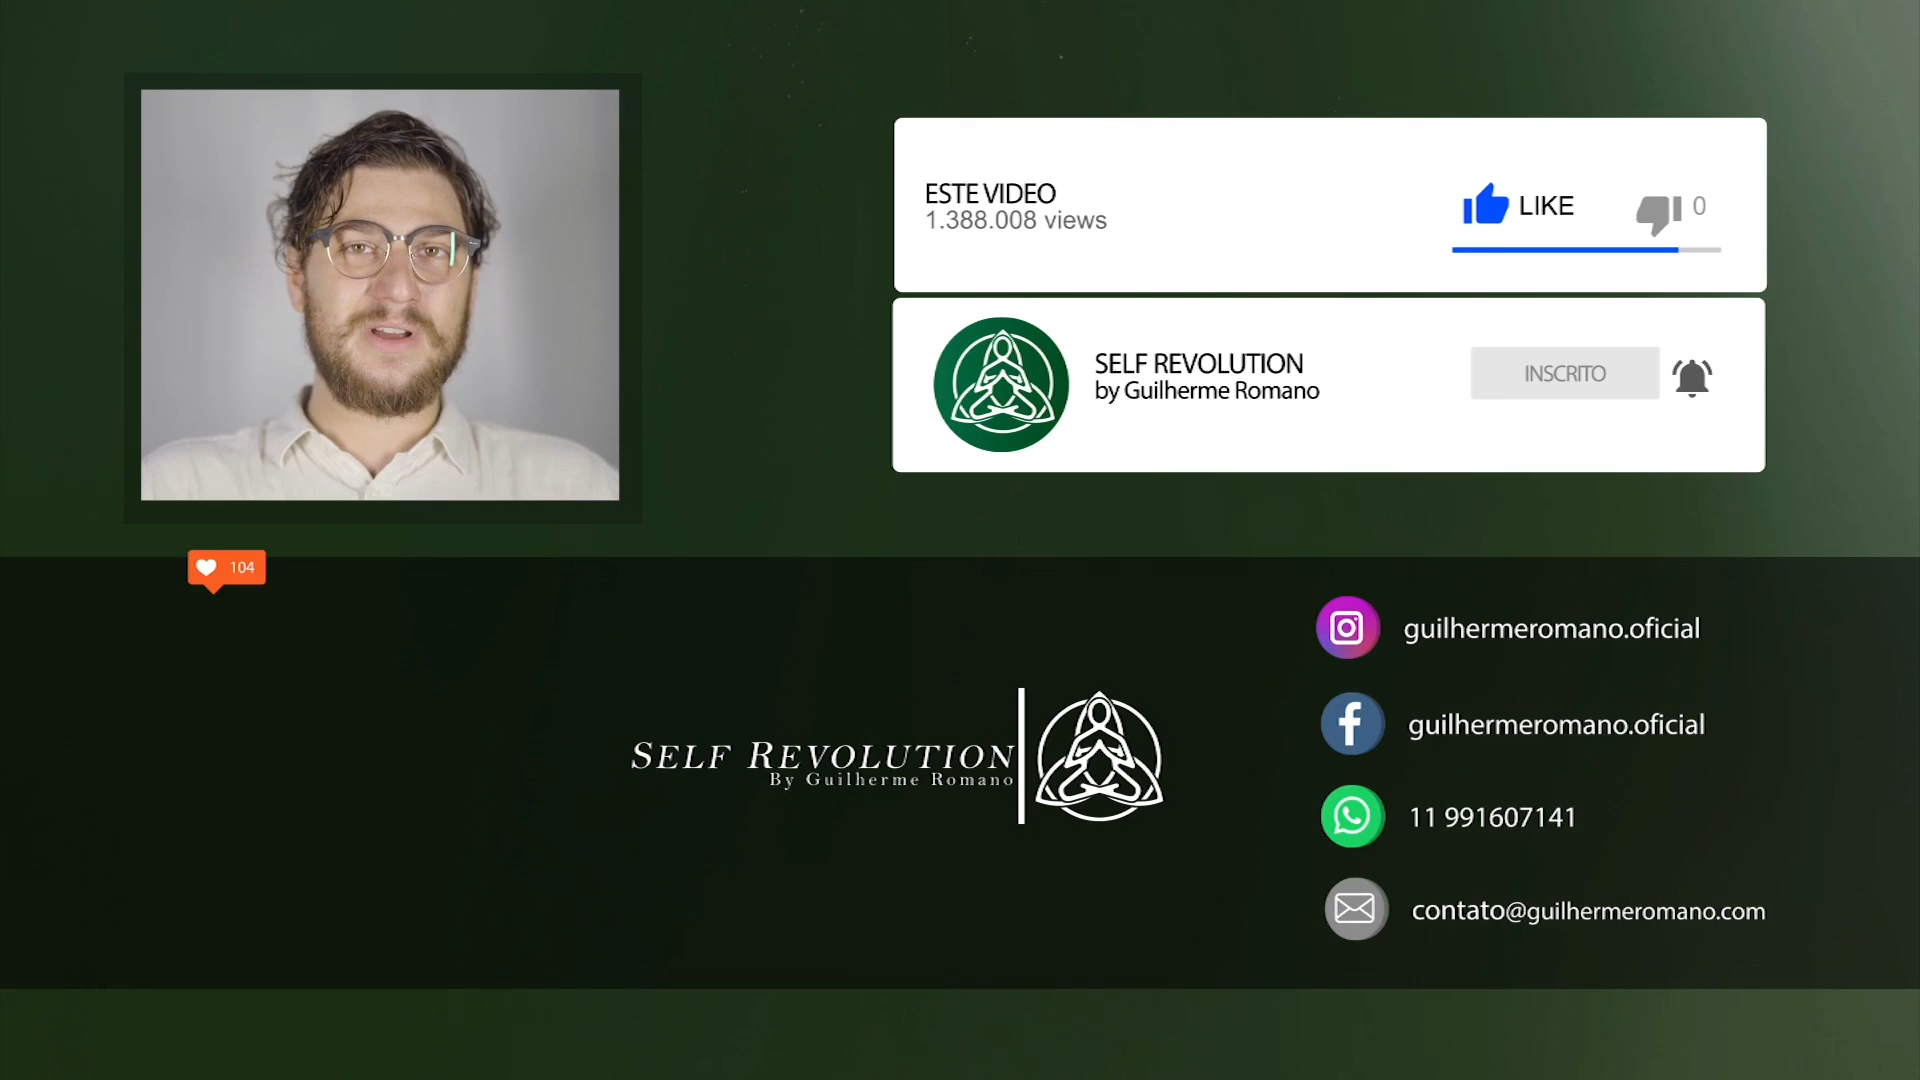 ESTE VIDEO
1.388.008 views
LIKE
0
SELF REVOLUTION
by Guilherme Romano
INSCRITO
104
SELF REVOLUTION
By Guilherme Romano
guilhermeromano.oficial
guilhermeromano.oficial
11 991607141
contato@guilhermeromano.com